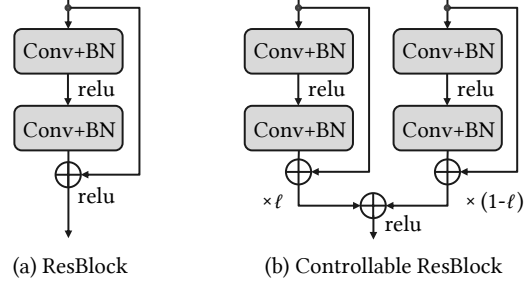 Conv+BN
relu
Conv+BN
relu
(a) ResBlock
Conv+BN Conv+BN
relu relu
Conv+BN Conv+BN
×ℓ × (1-ℓ)
relu
(b) Controllable ResBlock